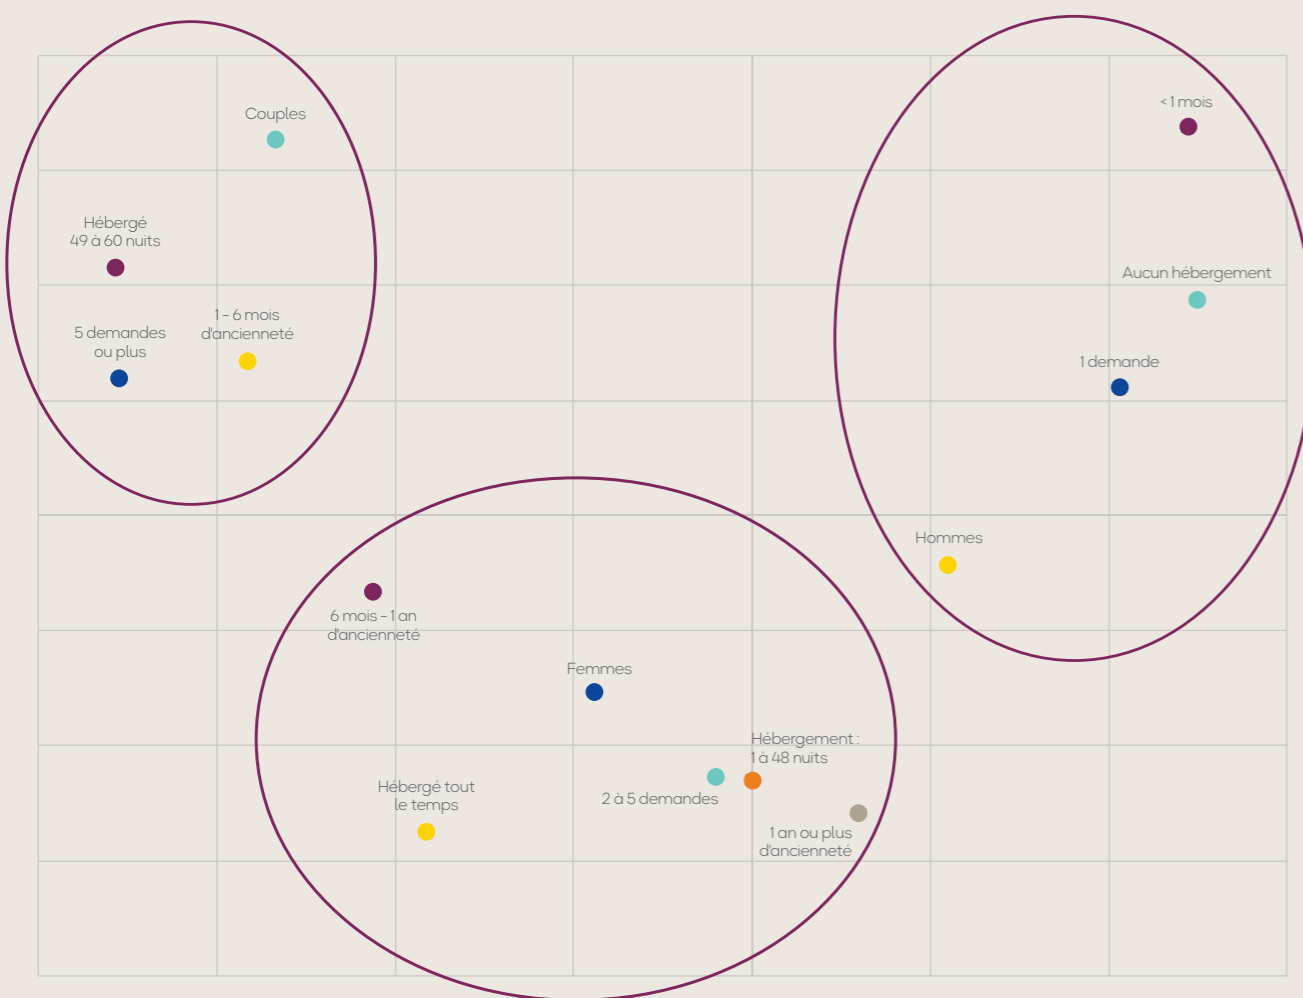 Couples
Hébergé
49 à 60 nuits
1 - 6 mois
d'ancienneté
5 demandes
ou plus
< 1 mois
Aucun hébergement
1 demande
Hommes
6 mois - 1 an
d'ancienneté
Femmes
Hébergement :
1 à 48 nuits
2 à 5 demandes
Hébergé tout
le temps
1 an ou plus
d'ancienneté